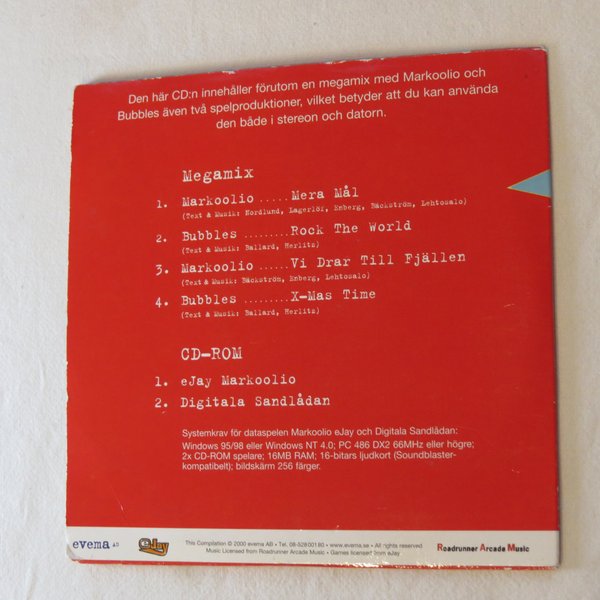 Den här CD:n innehåller förutom en megamix med Markoolio och
Bubbles även två spelproduktioner, vilket betyder att du kan använda
den både i stereon och datorn.
Megamix
1. Markoolio ..... Mera Mål
(Text & Musik: Nordlund, Lagerlöf, Enberg, Bäckström, Lehtosalo)
2. Bubbles ......... Rock The World
(Text & Musik: Ballard, Herlitz)
3. Markoolio ...... Vi Drar Till Fjällen
(Text & Musik: Bäckström, Enberg, Lehtosalo)
4. Bubbles ......... X-Mas Time
(Text & Musik: Ballard, Herlitz)
CD-ROM
1. eJay Markoolio
2. Digitala Sandlådan
Systemkrav för dataspelen Markoolio eJay och Digitala Sandlådan:
Windows 95/98 eller Windows NT 4.0; PC 486 DX2 66MHz eller högre;
2x CD-ROM spelare; 16MB RAM; 16-bitars ljudkort (Soundblaster-
kompatibelt); bildskärm 256 färger.
evema AB
eJay
This Compilation © 2000 evema AB • Tel. 08-528 001 80 • www.evema.se • All rights reserved
Music Licensed from Roadrunner Arcade Music • Games licensed from eJay
Roadrunner Arcade Music